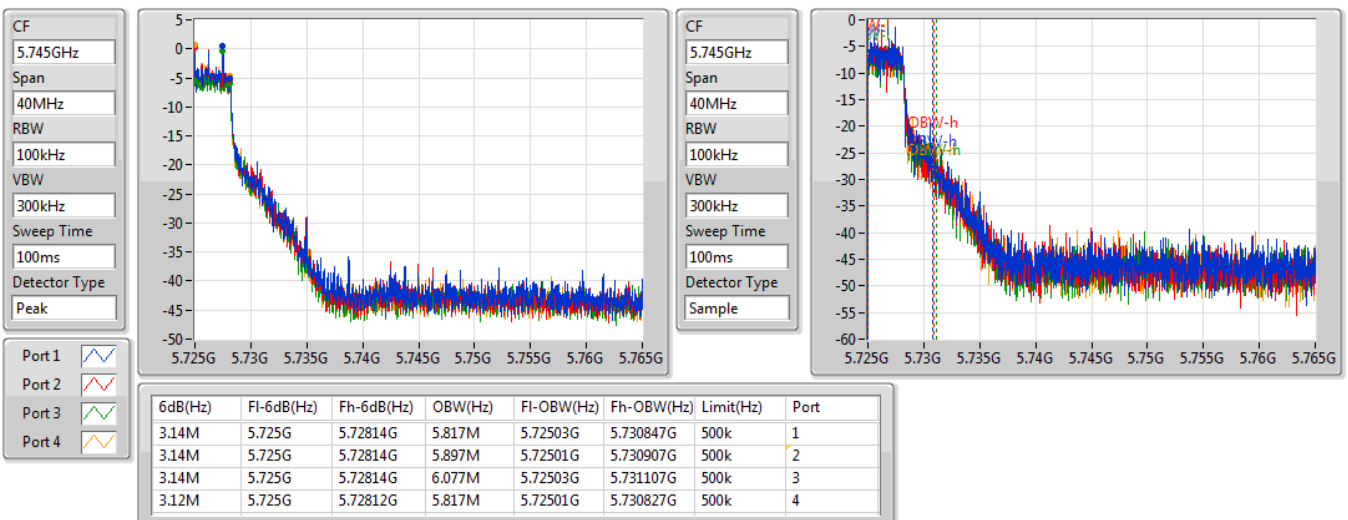 CF
5.745GHz
Span
40MHz
RBW
100kHz
VBW
300kHz
Sweep Time
100ms
Detector Type
Peak
5
0
-5
-10
-15
-20
-25
-30
-35
-40
-45
-50
5.725G 5.73G 5.735G 5.74G 5.745G 5.75G 5.755G 5.76G 5.765G
CF
5.745GHz
Span
40MHz
RBW
100kHz
VBW
300kHz
Sweep Time
100ms
Detector Type
Sample
0
-5
-10
-15
-20
-25
-30
-35
-40
-45
-50
-55
-60
OBW-h
OBW-h
OBW-h
5.725G 5.73G 5.735G 5.74G 5.745G 5.75G 5.755G 5.76G 5.765G
Port 1
Port 2
Port 3
Port 4
6dB(Hz) Fl-6dB(Hz) Fh-6dB(Hz) OBW(Hz) Fl-OBW(Hz) Fh-OBW(Hz) Limit(Hz) Port
3.14M 5.725G 5.72814G 5.817M 5.72503G 5.730847G 500k 1
3.14M 5.725G 5.72814G 5.897M 5.72501G 5.730907G 500k 2
3.14M 5.725G 5.72814G 6.077M 5.72503G 5.731107G 500k 3
3.12M 5.725G 5.72812G 5.817M 5.72501G 5.730827G 500k 4